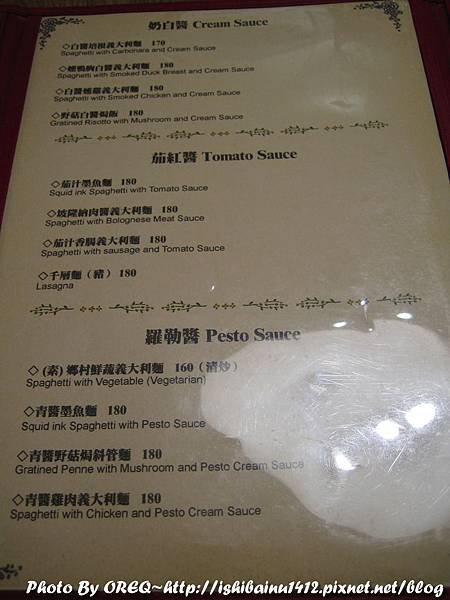 奶白醬 Cream Sauce
◇白醬培根義大利麵 170
Spaghetti with Carbonara and Cream Sauce
◇燻鴨胸白醬義大利麵 180
Spaghetti with Smoked Duck Breast and Cream Sauce
◇白醬燻雞義大利麵 180
Spaghetti with Smoked Chicken and Cream Sauce
◇野菇白醬焗飯 180
Gratined Risotto with Mushroom and Cream Sauce
茄紅醬 Tomato Sauce
◇茄汁墨魚麵 180
Squid ink Spaghetti with Tomato Sauce
◇坡隆納肉醬義大利麵 180
Spaghetti with Bolognese Meat Sauce
◇茄汁香腸義大利麵 180
Spaghetti with sausage and Tomato Sauce
◇千層麵（豬）180
Lasagna
羅勒醬 Pesto Sauce
◇（素）鄉村鮮蔬義大利麵 160（清炒）
Spaghetti with Vegetable (Vegetarian)
◇青醬墨魚麵 180
Squid ink Spaghetti with Pesto Sauce
◇青醬野菇焗斜管麵 180
Gratined Penne with Mushroom and Pesto Cream Sauce
◇青醬雞肉義大利麵 180
Spaghetti with Chicken and Pesto Cream Sauce
Photo By OREQ~http://ishibainu1412.pixnet.net/blog